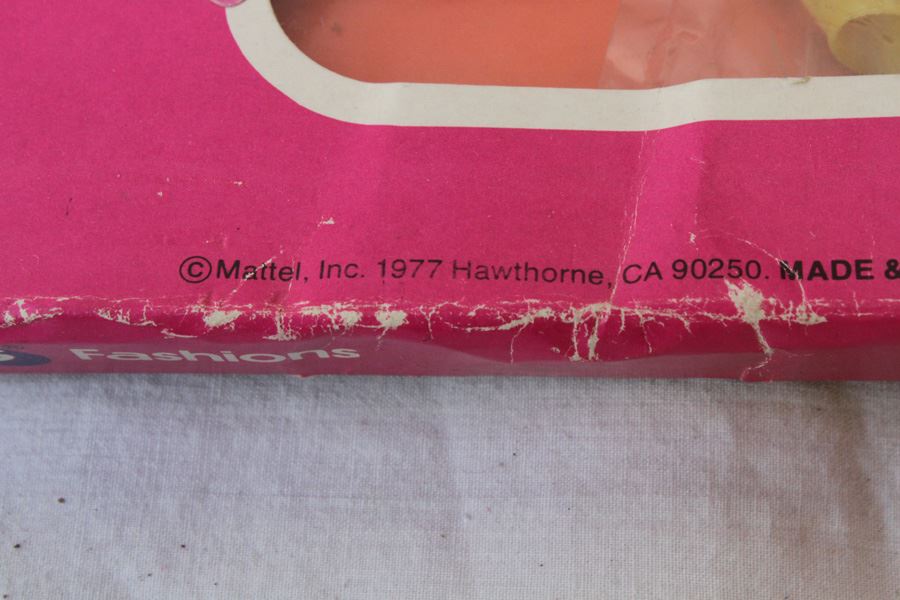 ©Mattel, Inc. 1977 Hawthorne, CA 90250. MADE &
Fashions